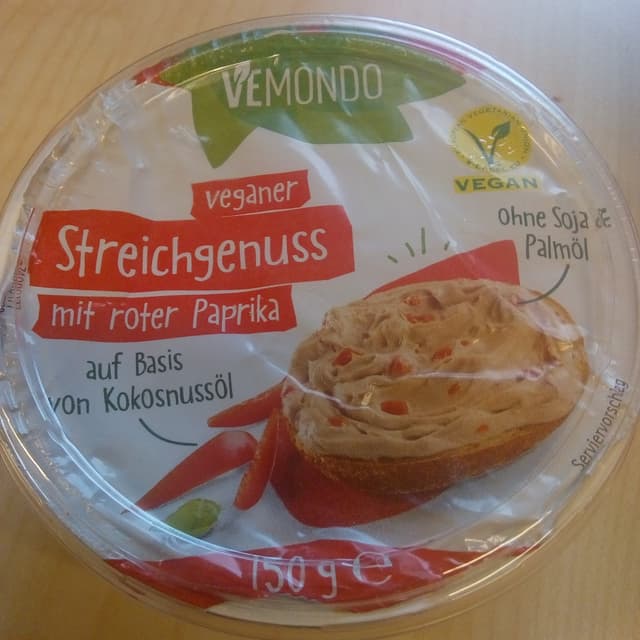 VEMONDO
VEGAN
veganer
Streichgenuss
mit roter Paprika
ohne Soja &
Palmöl
auf Basis
von Kokosnussöl
Serviervorschlag
150 g e